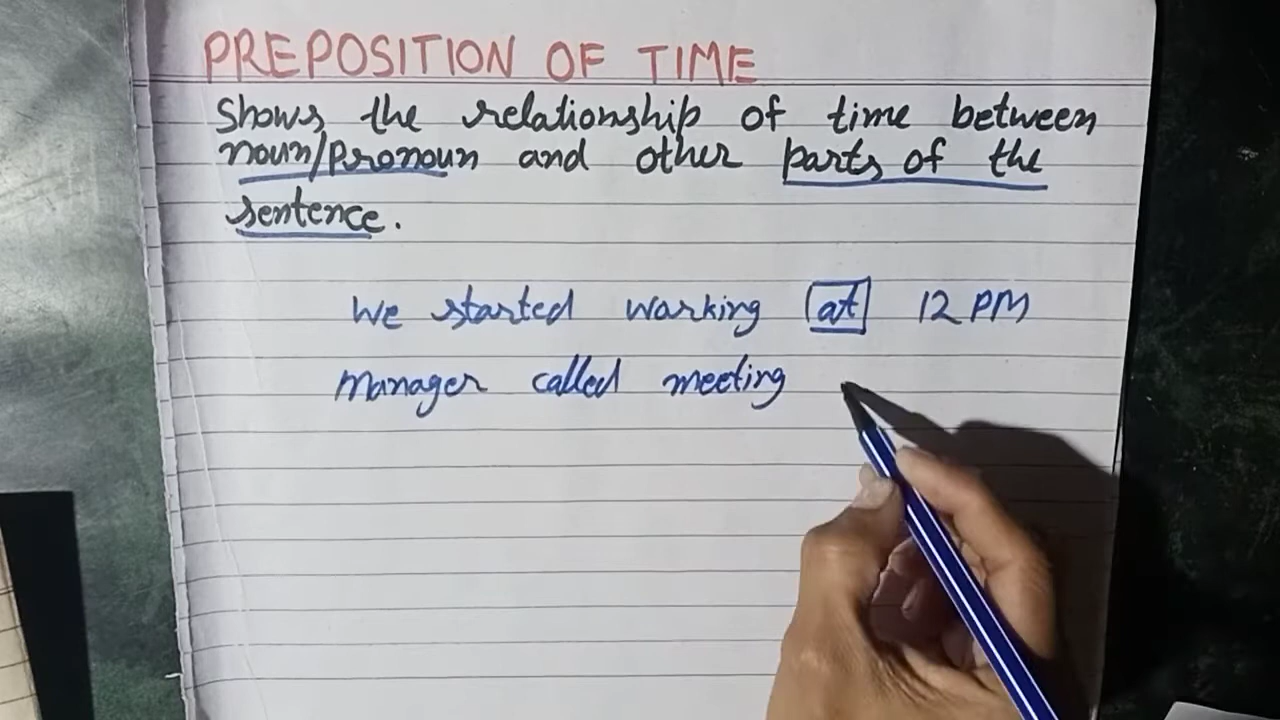 PREPOSITION OF TIME
Shows the relationship of time between
noun/Pronoun and other parts of the
sentence.
We started working at 12 PM
Manager called meeting